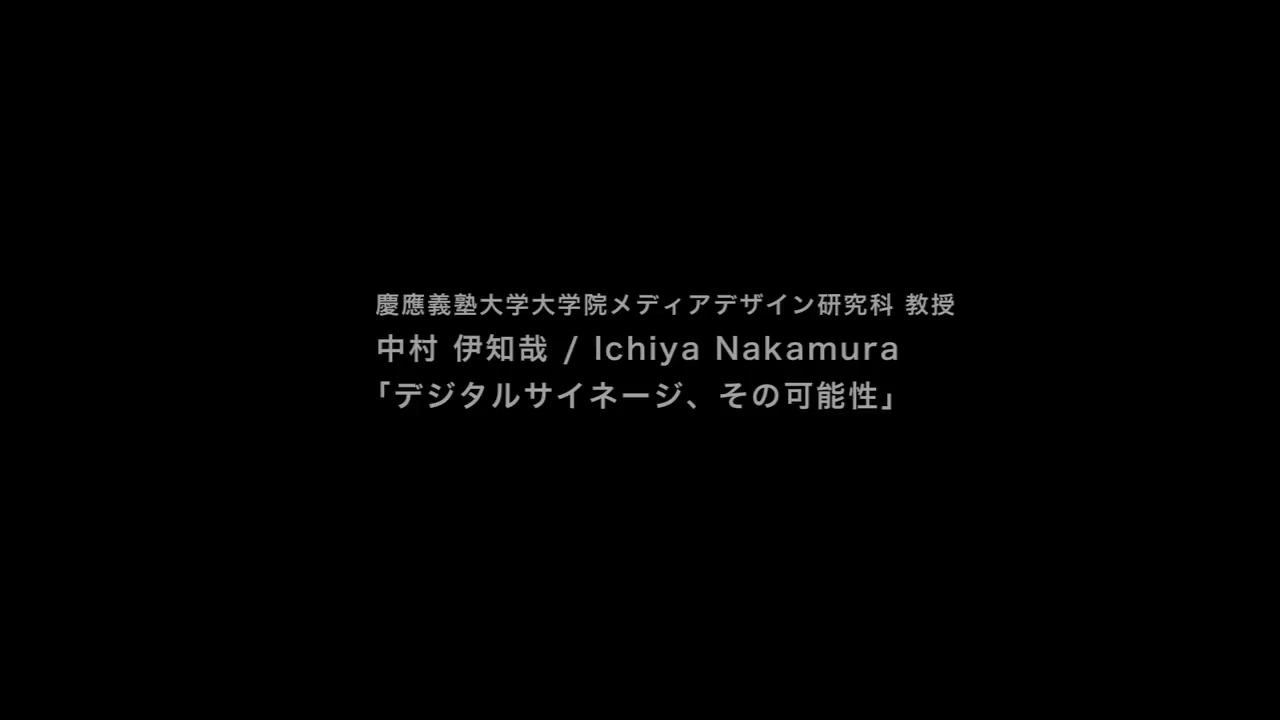 慶應義塾大学大学院メディアデザイン研究科 教授
中村 伊知哉 / Ichiya Nakamura
「デジタルサイネージ、その可能性」